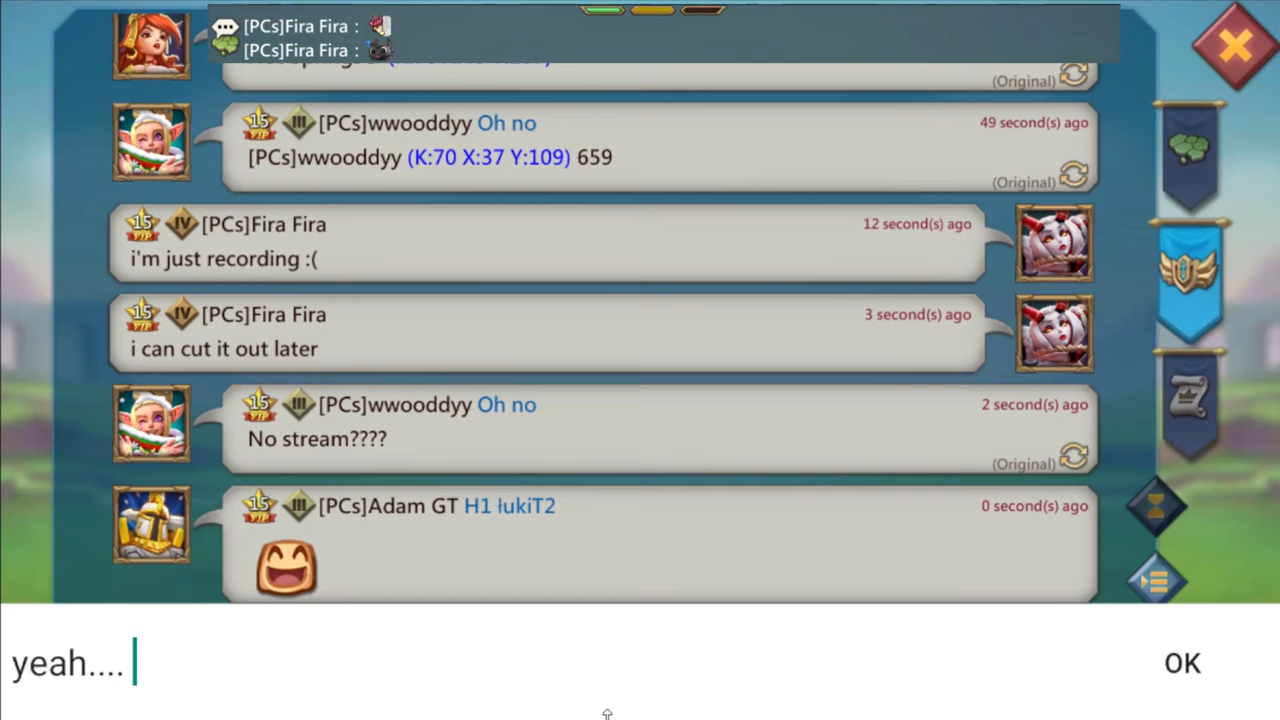 [PCs]Fira Fira :
[PCs]Fira Fira :
(Original)
15 VIP III [PCs]wwooddyy Oh no 49 second(s) ago
[PCs]wwooddyy (K:70 X:37 Y:109) 659
(Original)
15 VIP IV [PCs]Fira Fira 12 second(s) ago
i'm just recording :(
15 VIP IV [PCs]Fira Fira 3 second(s) ago
i can cut it out later
15 VIP III [PCs]wwooddyy Oh no 2 second(s) ago
No stream????
(Original)
15 VIP III [PCs]Adam GT H1 łukiT2 0 second(s) ago
yeah.... OK